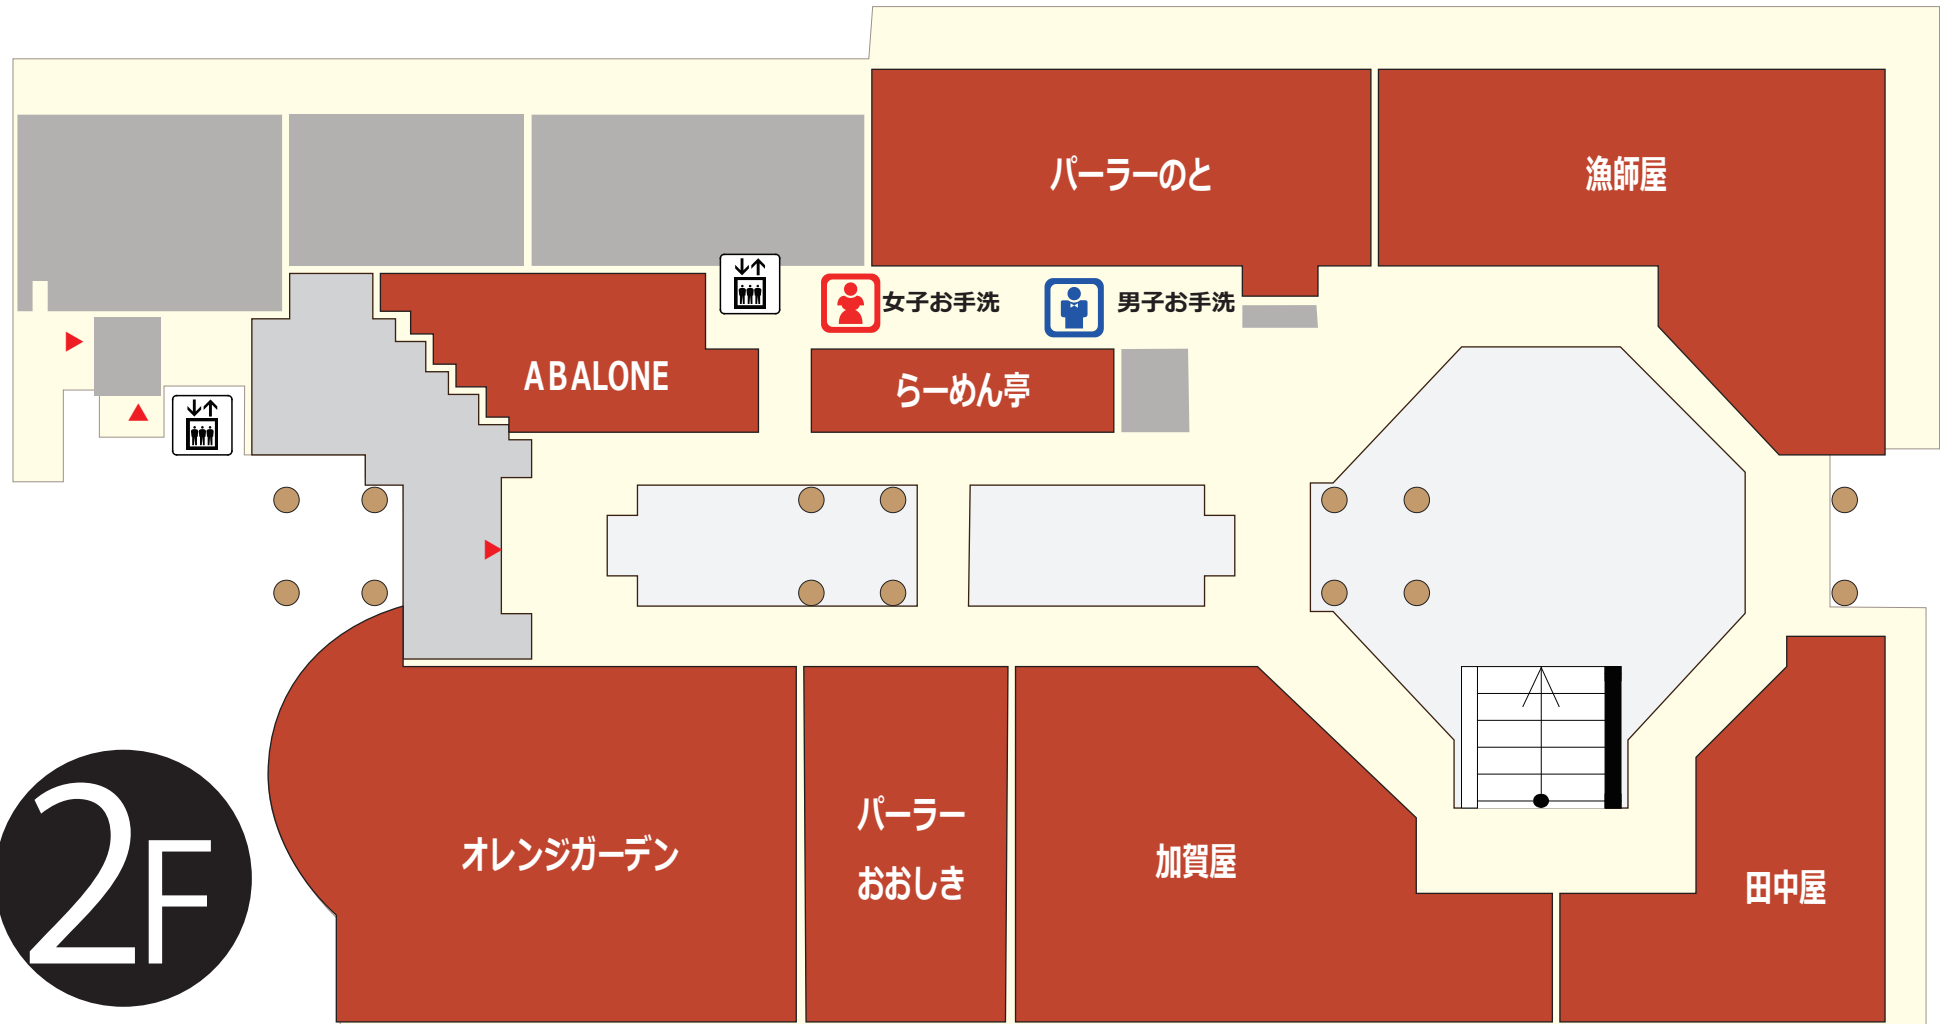 パーラーのと
漁師屋
女子お手洗
男子お手洗
ABALONE
らーめん亭
オレンジガーデン
パーラー
おおしき
加賀屋
田中屋
2F